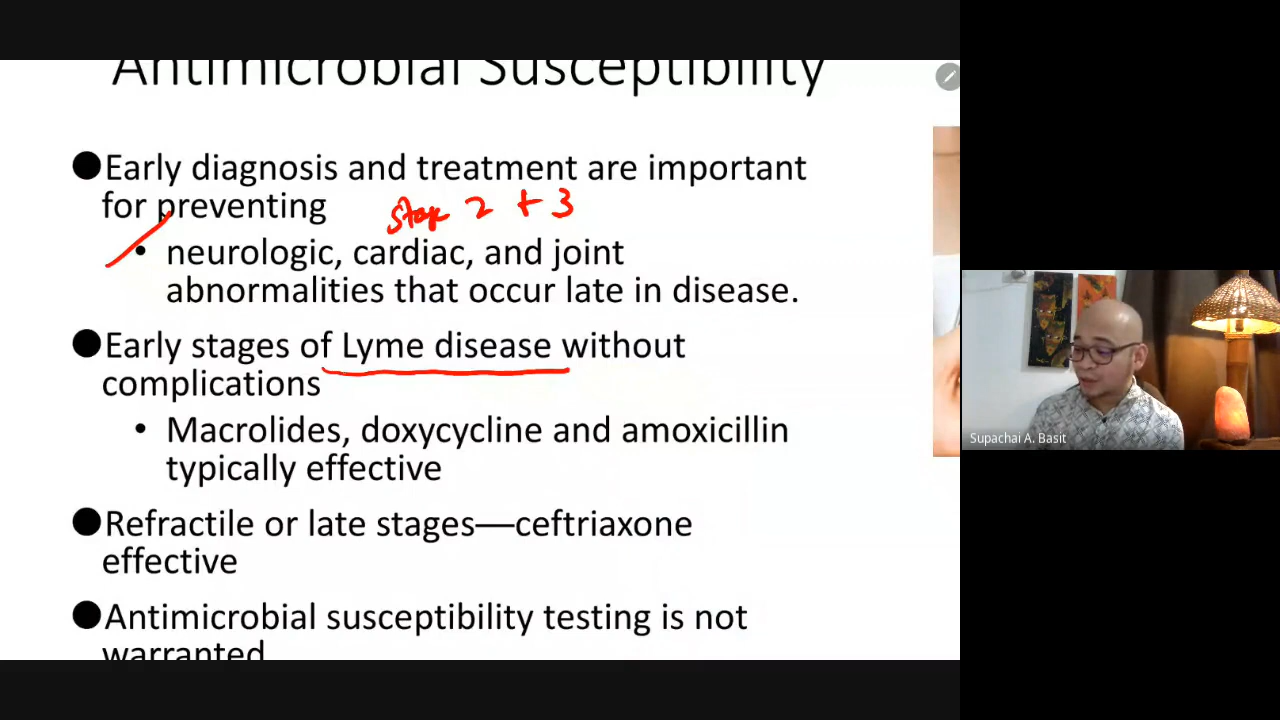 Antimicrobial Susceptibility
●Early diagnosis and treatment are important
for preventing
stage 2 + 3
• neurologic, cardiac, and joint
abnormalities that occur late in disease.
●Early stages of Lyme disease without
complications
• Macrolides, doxycycline and amoxicillin
typically effective
●Refractile or late stages—ceftriaxone
effective
●Antimicrobial susceptibility testing is not
warranted
Supachai A. Basit